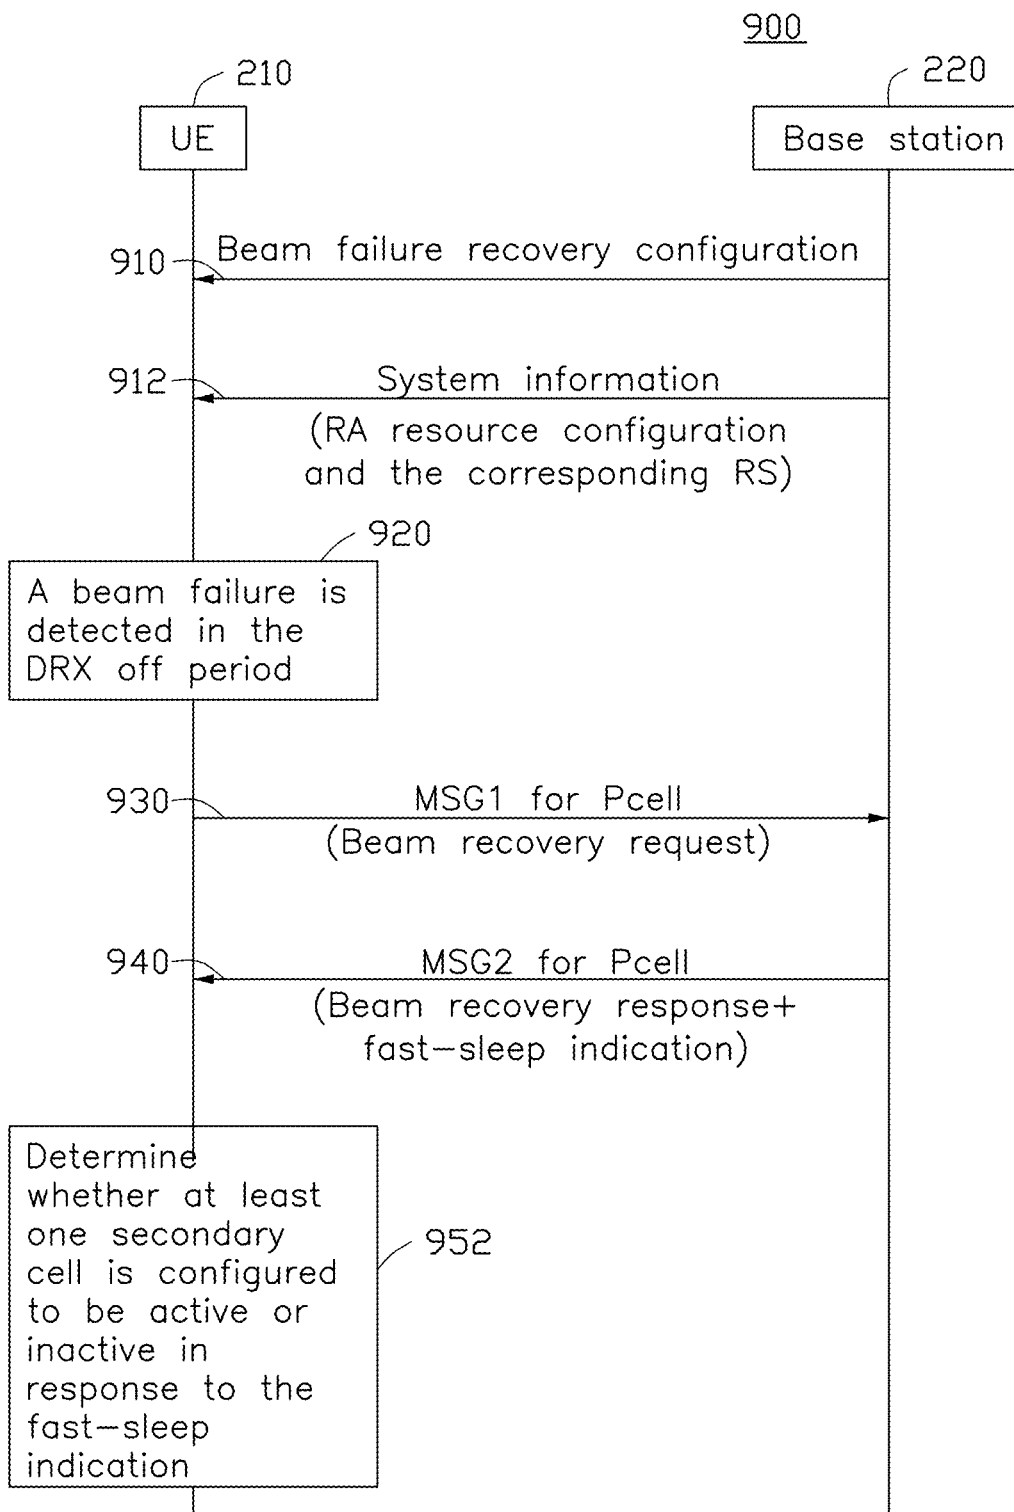 900
210
220
UE
Base station
910
Beam failure recovery configuration
912
System information
(RA resource configuration
and the corresponding RS)
920
A beam failure is
detected in the
DRX off period
930
MSG1 for Pcell
(Beam recovery request)
940
MSG2 for Pcell
(Beam recovery response+
fast-sleep indication)
Determine
whether at least
one secondary
cell is configured
to be active or
inactive in
response to the
fast-sleep
indication
952